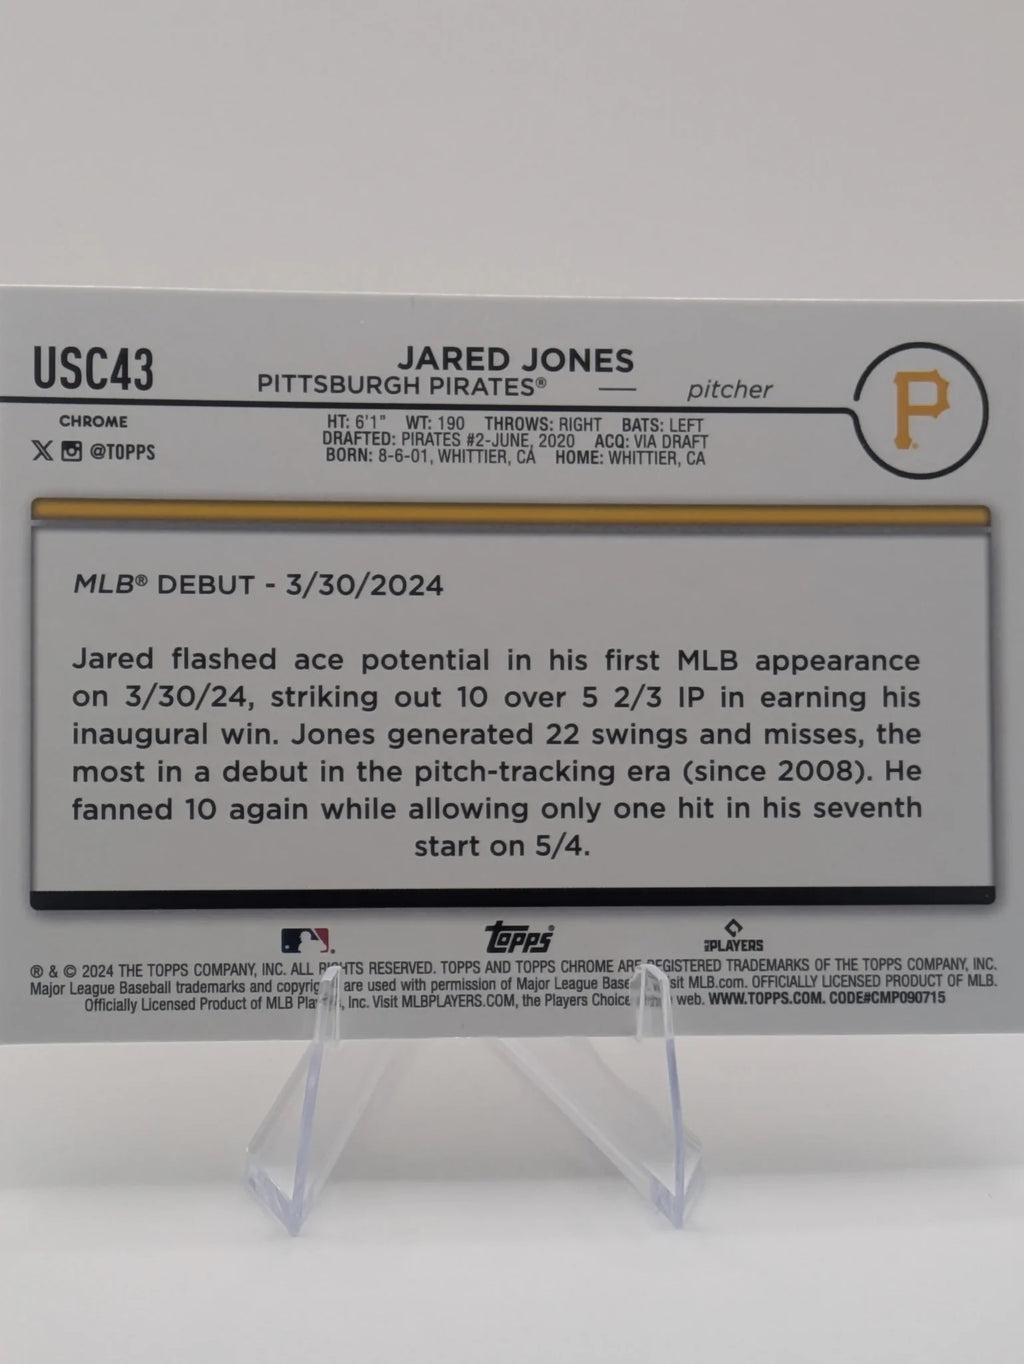 USC43
JARED JONES
PITTSBURGH PIRATES® — pitcher
P
CHROME
X @TOPPS
HT: 6'1" WT: 190 THROWS: RIGHT BATS: LEFT
DRAFTED: PIRATES #2-JUNE, 2020 ACQ: VIA DRAFT
BORN: 8-6-01, WHITTIER, CA HOME: WHITTIER, CA
MLB® DEBUT - 3/30/2024
Jared flashed ace potential in his first MLB appearance
on 3/30/24, striking out 10 over 5 2/3 IP in earning his
inaugural win. Jones generated 22 swings and misses, the
most in a debut in the pitch-tracking era (since 2008). He
fanned 10 again while allowing only one hit in his seventh
start on 5/4.
Topps®
PLAYERS
® & © 2024 THE TOPPS COMPANY, INC. ALL RIGHTS RESERVED. TOPPS AND TOPPS CHROME ARE REGISTERED TRADEMARKS OF THE TOPPS COMPANY, INC.
Major League Baseball trademarks and are used with permission of Major League MLB.com. OFFICIALLY LICENSED PRODUCT OF MLB.
Officially Licensed Product of MLB Inc. Visit MLBPLAYERS.COM, the Players Choice web. WWW.TOPPS.COM. CODE#CMP090715